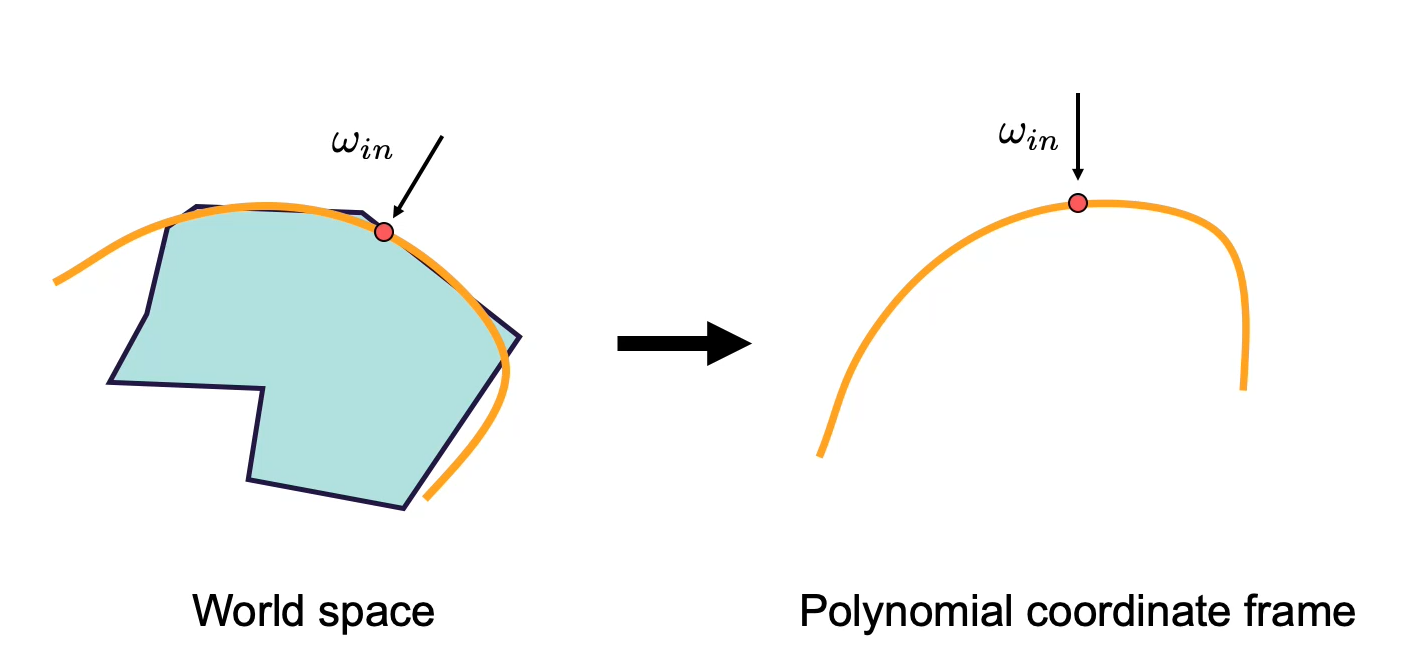 ω_in
ω_in
World space
Polynomial coordinate frame